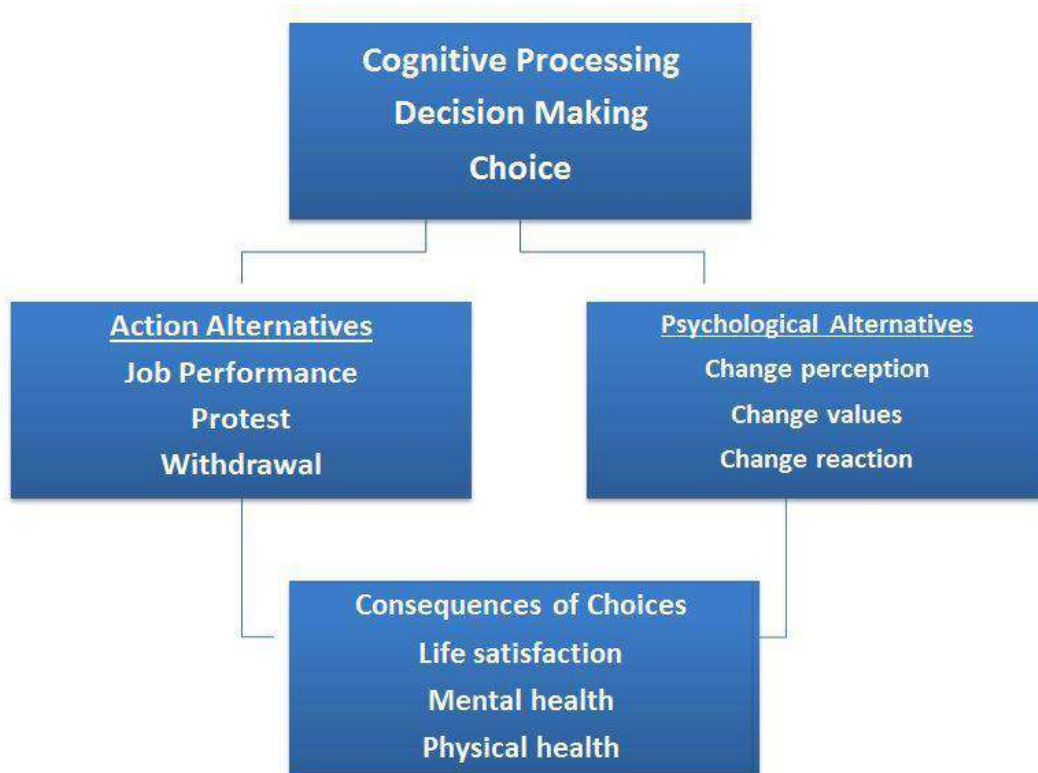 Cognitive Processing
Decision Making
Choice
Action Alternatives
Job Performance
Protest
Withdrawal
Psychological Alternatives
Change perception
Change values
Change reaction
Consequences of Choices
Life satisfaction
Mental health
Physical health